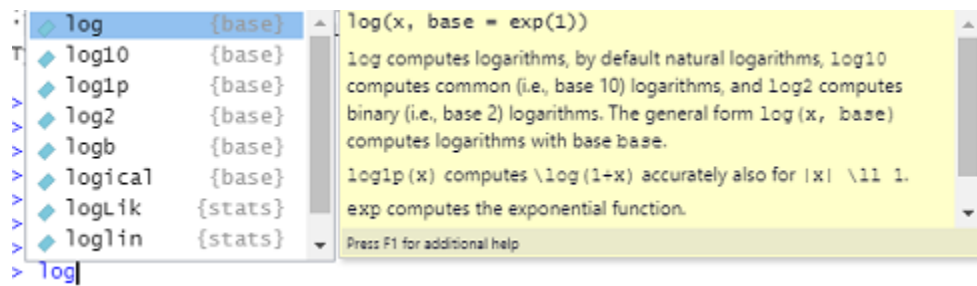 log {base}
log10 {base}
log1p {base}
log2 {base}
logb {base}
logical {base}
logLik {stats}
loglin {stats}
log(x, base = exp(1))
log computes logarithms, by default natural logarithms, log10
computes common (i.e., base 10) logarithms, and log2 computes
binary (i.e., base 2) logarithms. The general form log(x, base)
computes logarithms with base base.
log1p(x) computes \log(1+x) accurately also for |x| \ll 1.
exp computes the exponential function.
Press F1 for additional help
T
>
>
>
>
>
>
>
> log